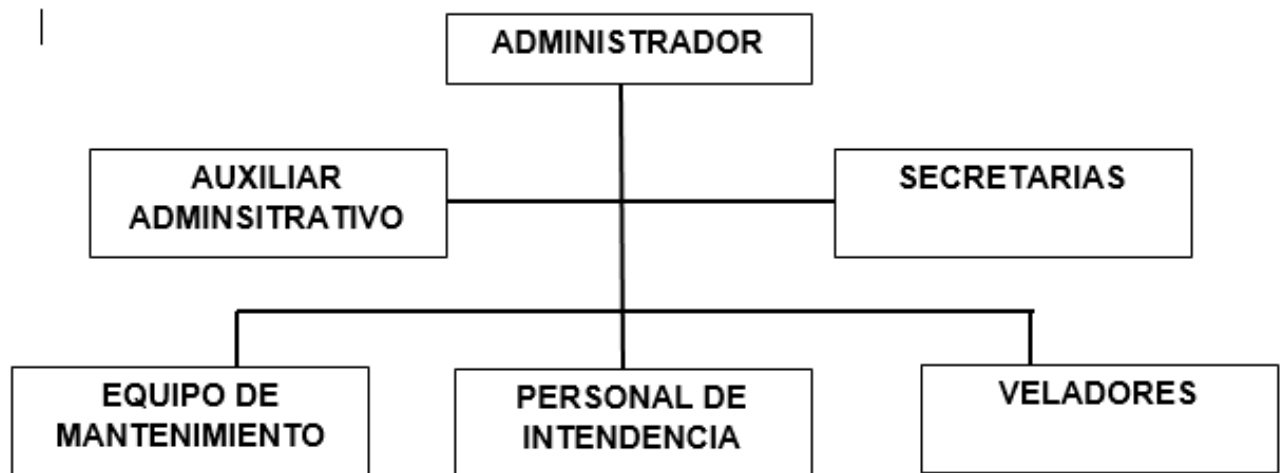 ADMINISTRADOR
AUXILIAR
ADMINSITRATIVO
SECRETARIAS
EQUIPO DE
MANTENIMIENTO
PERSONAL DE
INTENDENCIA
VELADORES